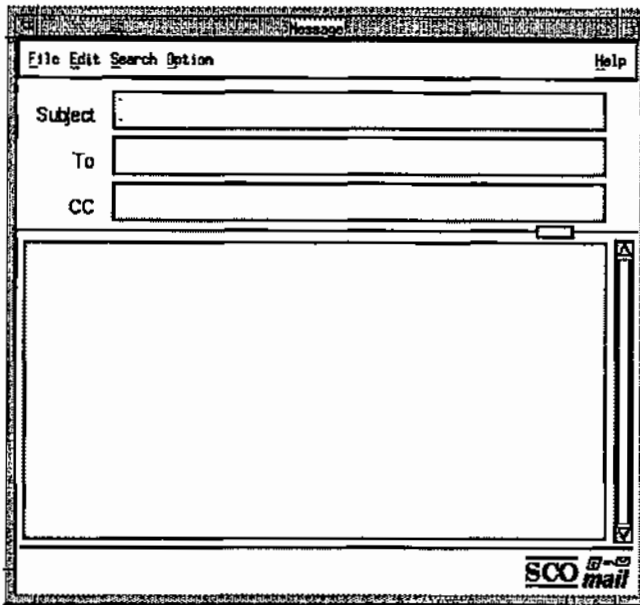 Message
File Edit Search Option Help
Subject
To
CC
SCO mail